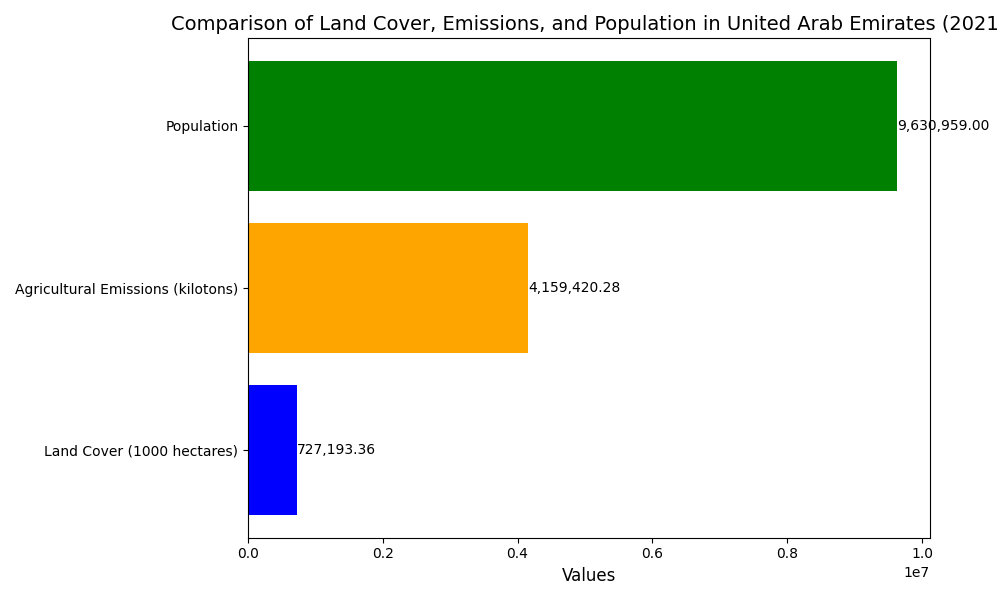 Comparison of Land Cover, Emissions, and Population in United Arab Emirates (2021
Population
9,630,959.00
Agricultural Emissions (kilotons)
4,159,420.28
Land Cover (1000 hectares)
727,193.36
0.0 0.2 0.4 0.6 0.8 1.0
1e7
Values